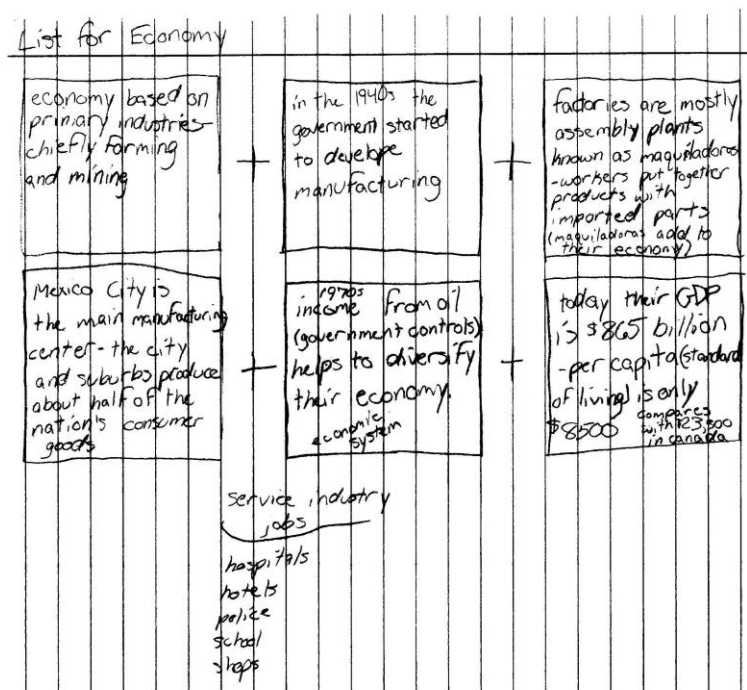 List for Economy
economy based on
primary industries-
chiefly farming
and mining
in the 1940s the
government started
to develope
manufacturing
factories are mostly
assembly plants
known as maquiladoras
-workers put together
products with
imported parts
(maquiladoras add to
their economy)
Mexico City is
the main manufacturing
center - the city
and suburbs produce
about half of the
nation's consumer
goods
1970s
income from oil
(government controls)
helps to diversify
their economy.
economic
system
today their GDP
is $865 billion
-per capita (standard
of living) is only
$8500 compares
with $23,300
in canada
service industry
jobs
hospitals
hotels
police
school
shops